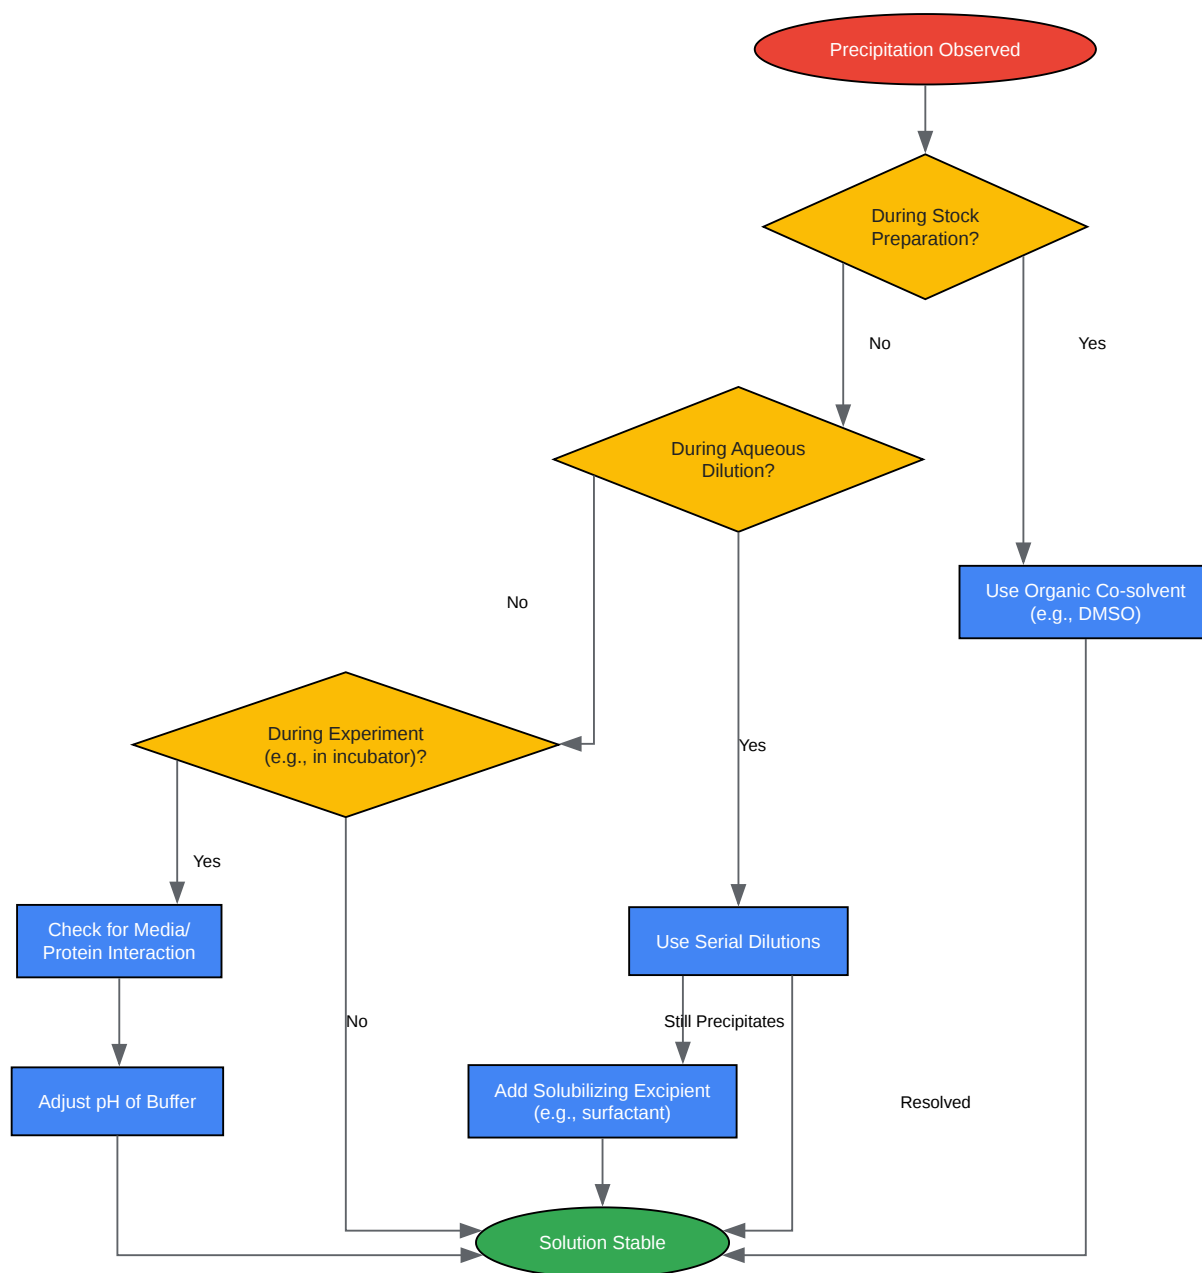 Precipitation Observed
During Stock
Preparation?
No
Yes
During Aqueous
Dilution?
Use Organic Co-solvent
(e.g., DMSO)
No
During Experiment
(e.g., in incubator)?
Yes
Yes
Check for Media/
Protein Interaction
Use Serial Dilutions
No
Still Precipitates
Adjust pH of Buffer
Add Solubilizing Excipient
(e.g., surfactant)
Resolved
Solution Stable